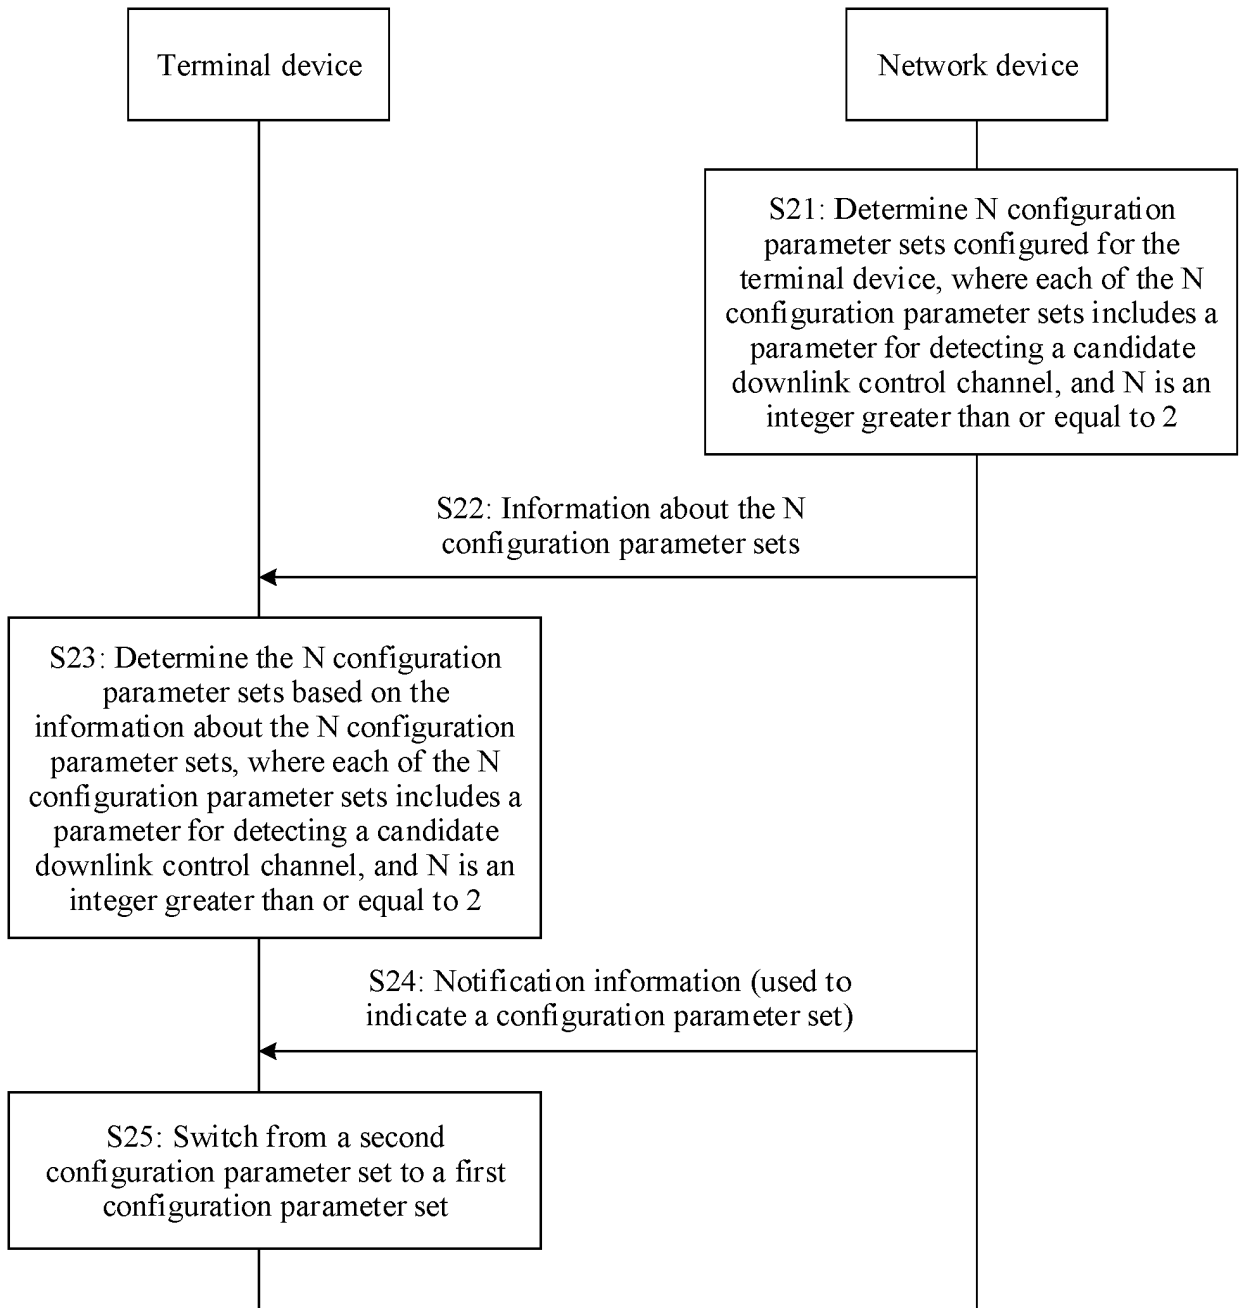 Terminal device
Network device
S21: Determine N configuration
parameter sets configured for the
terminal device, where each of the N
configuration parameter sets includes a
parameter for detecting a candidate
downlink control channel, and N is an
integer greater than or equal to 2
S22: Information about the N
configuration parameter sets
S23: Determine the N configuration
parameter sets based on the
information about the N configuration
parameter sets, where each of the N
configuration parameter sets includes a
parameter for detecting a candidate
downlink control channel, and N is an
integer greater than or equal to 2
S24: Notification information (used to
indicate a configuration parameter set)
S25: Switch from a second
configuration parameter set to a first
configuration parameter set